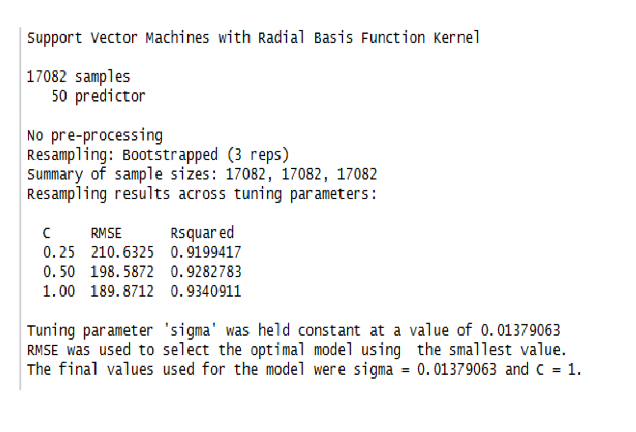 Support Vector Machines with Radial Basis Function Kernel
17082 samples
50 predictor
No pre-processing
Resampling: Bootstrapped (3 reps)
Summary of sample sizes: 17082, 17082, 17082
Resampling results across tuning parameters:
C RMSE Rsquared
0.25 210.6325 0.9199417
0.50 198.5872 0.9282783
1.00 189.8712 0.9340911
Tuning parameter 'sigma' was held constant at a value of 0.01379063
RMSE was used to select the optimal model using the smallest value.
The final values used for the model were sigma = 0.01379063 and C = 1.